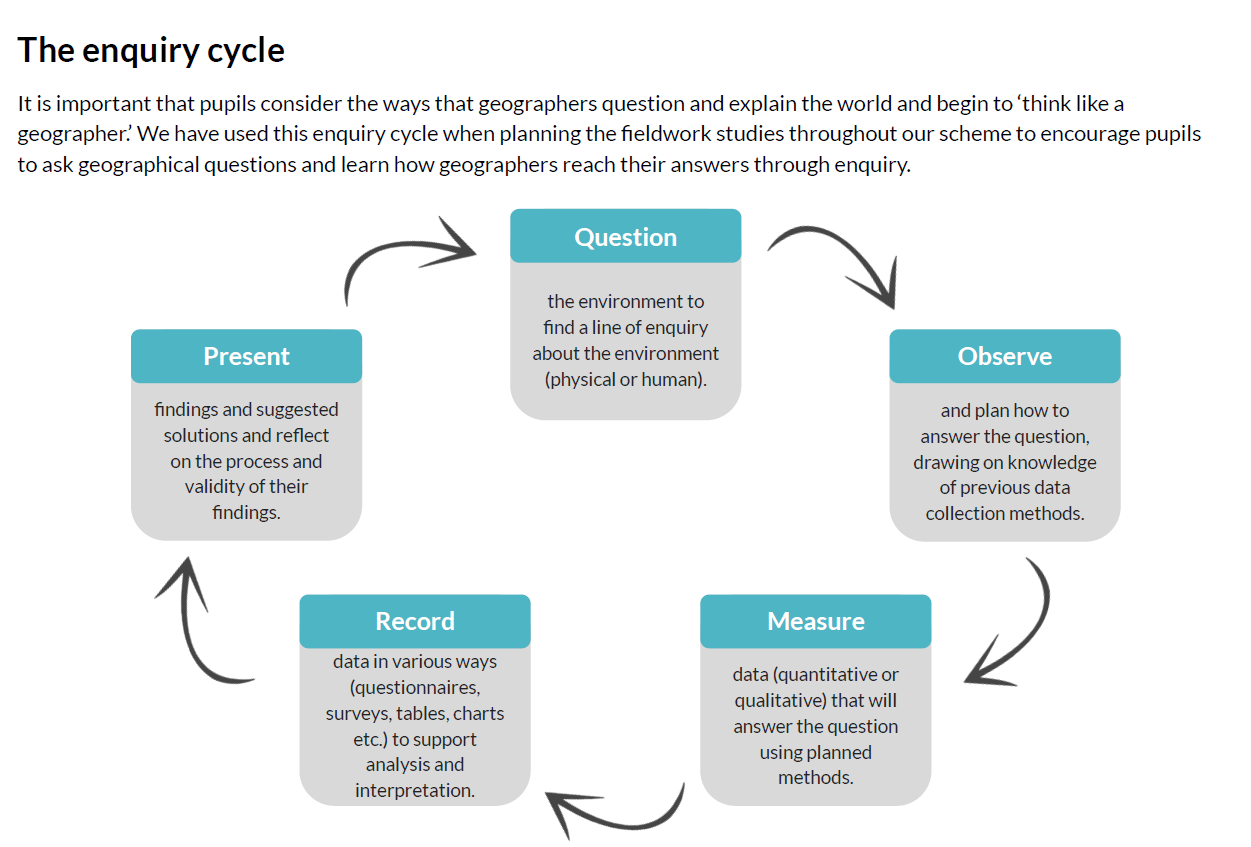 The enquiry cycle
It is important that pupils consider the ways that geographers question and explain the world and begin to ‘think like a
geographer.’ We have used this enquiry cycle when planning the fieldwork studies throughout our scheme to encourage pupils
to ask geographical questions and learn how geographers reach their answers through enquiry.
Question
the environment to
find a line of enquiry
about the environment
(physical or human).
Observe
and plan how to
answer the question,
drawing on knowledge
of previous data
collection methods.
Measure
data (quantitative or
qualitative) that will
answer the question
using planned
methods.
Record
data in various ways
(questionnaires,
surveys, tables, charts
etc.) to support
analysis and
interpretation.
Present
findings and suggested
solutions and reflect
on the process and
validity of their
findings.